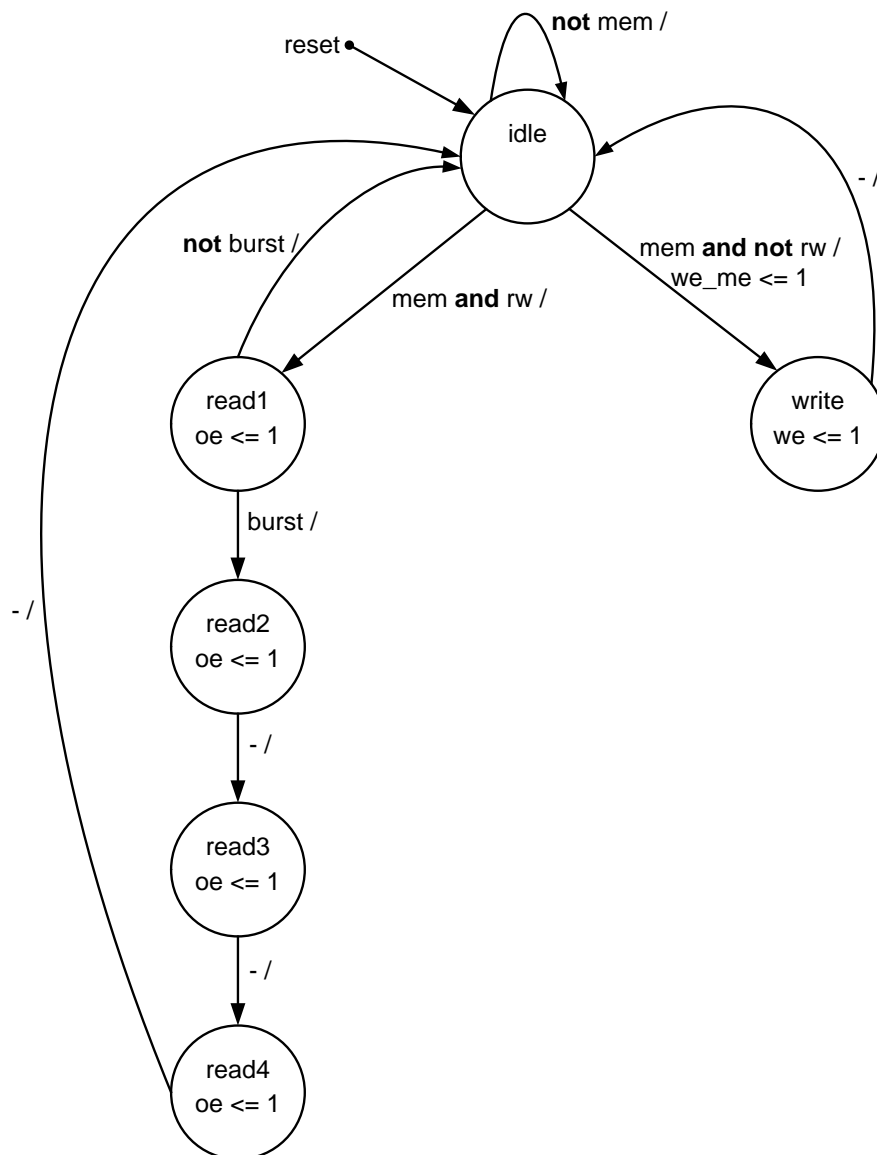 not mem /
reset
idle
- /
not burst /
mem and not rw /
we_me <= 1
mem and rw /
read1
oe <= 1
write
we <= 1
burst /
- /
read2
oe <= 1
- /
read3
oe <= 1
- /
read4
oe <= 1